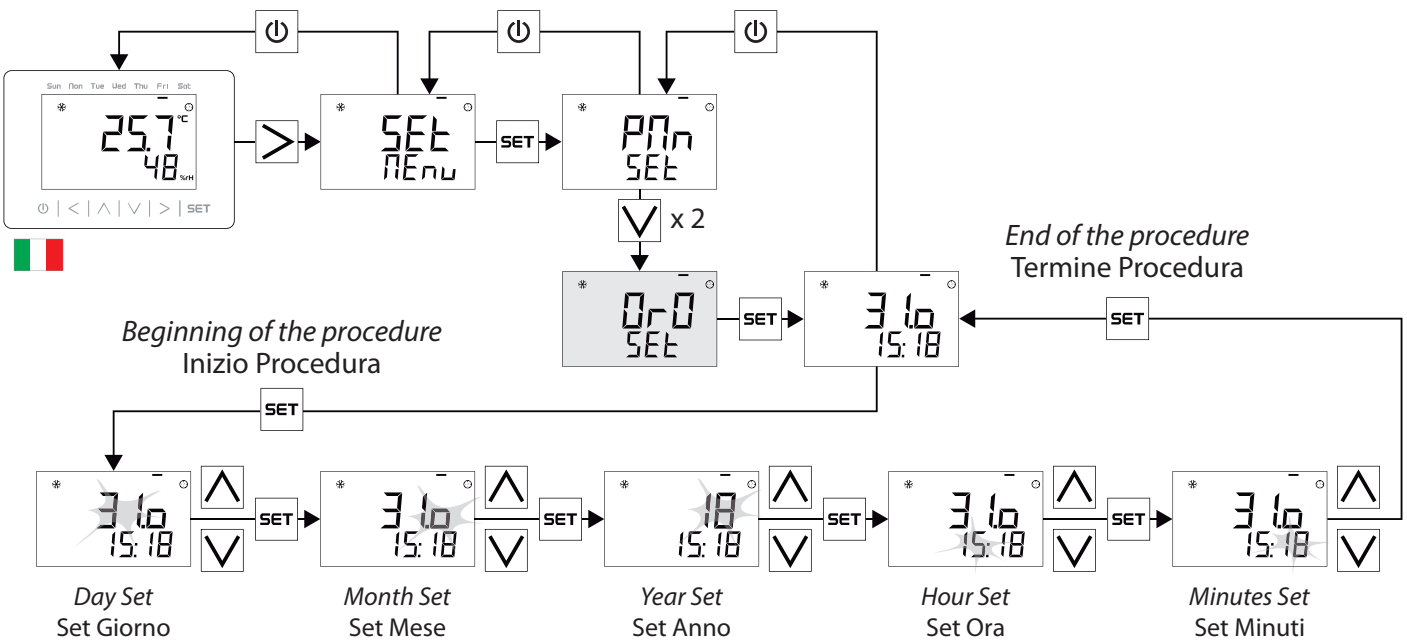 Sun Mon Tue Wed Thu Fri Sat
25.7 °C
48 %rH
SET
SEt
MEnu
SET
PMn
SEt
x 2
OrO
SEt
SET
31.o
15:18
End of the procedure
Termine Procedura
SET
Beginning of the procedure
Inizio Procedura
SET
31.o
15:18
SET
31.o
15:18
SET
18
15:18
SET
31.o
15:18
SET
31.o
15:18
Day Set
Set Giorno
Month Set
Set Mese
Year Set
Set Anno
Hour Set
Set Ora
Minutes Set
Set Minuti